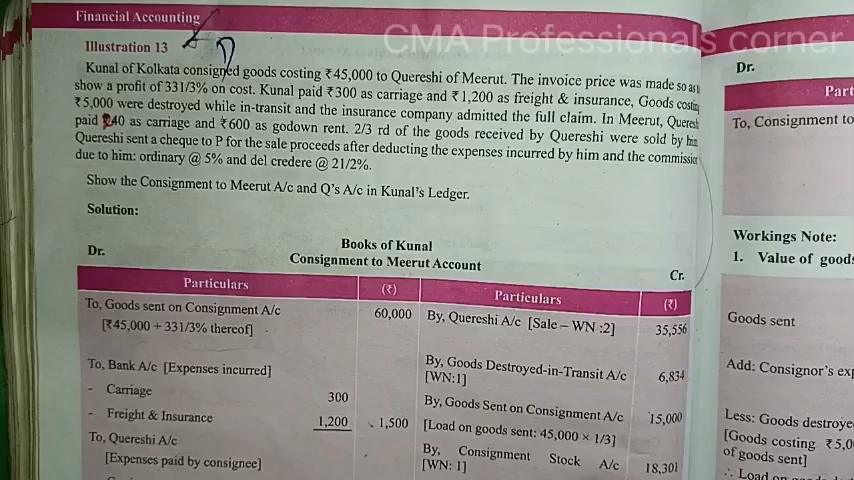 Financial Accounting
CMA Professionals corner
Illustration 13
Kunal of Kolkata consigned goods costing ₹45,000 to Quereshi of Meerut. The invoice price was made so as
show a profit of 331/3% on cost. Kunal paid ₹300 as carriage and ₹1,200 as freight & insurance, Goods
₹5,000 were destroyed while in-transit and the insurance company admitted the full claim. In Meerut,
paid 40 as carriage and ₹600 as godown rent. 2/3 rd of the goods received by Quereshi were sold by
Quereshi sent a cheque to P for the sale proceeds after deducting the expenses incurred by him and the
due to him: ordinary @ 5% and del credere @ 21/2%.
Show the Consignment to Meerut A/c and Q's A/c in Kunal's Ledger.
Solution:
Books of Kunal
Dr. Consignment to Meerut Account Cr.
Particulars (₹) Particulars (₹)
To, Goods sent on Consignment A/c 60,000 By, Quereshi A/c [Sale – WN :2] 35,556
[₹45,000 + 331/3% thereof]
To, Bank A/c [Expenses incurred] By, Goods Destroyed-in-Transit A/c 6,834
[WN:1]
- Carriage 300 By, Goods Sent on Consignment A/c 15,000
- Freight & Insurance 1,200 1,500 [Load on goods sent: 45,000 × 1/3]
To, Quereshi A/c By, Consignment Stock A/c 18,301
[Expenses paid by consignee] [WN: 1]
Dr.
Part
To, Consignment to
Workings Note:
1. Value of goods
Goods sent
Add: Consignor's exp
Less: Goods destroye
[Goods costing ₹5,0
of goods sent]
∴ Load on